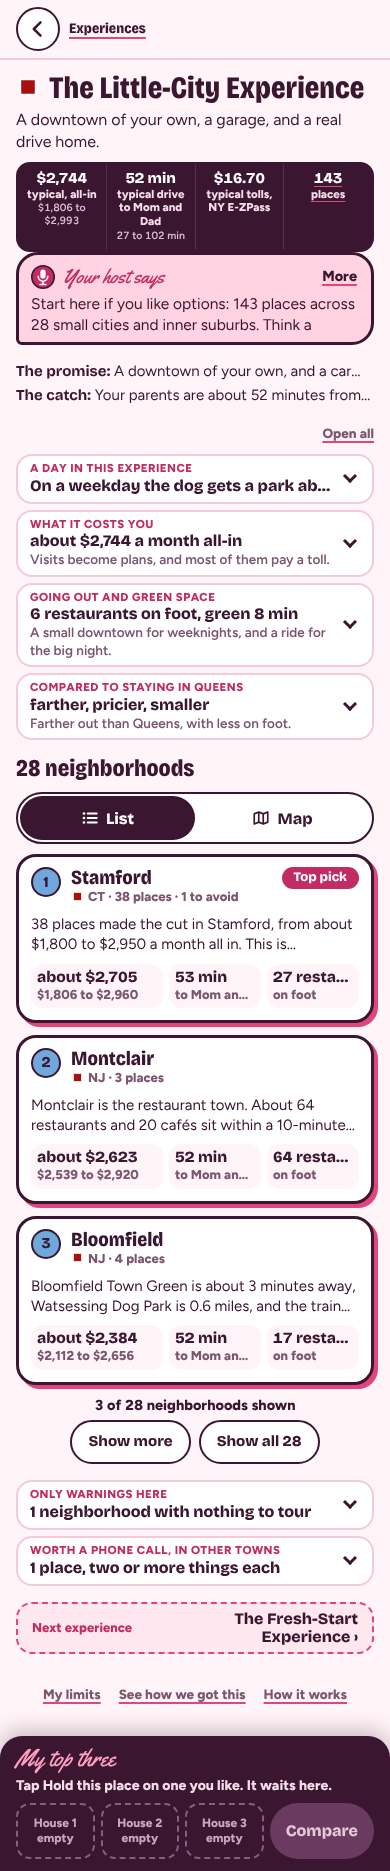 Experiences
The Little-City Experience
A downtown of your own, a garage, and a real
drive home.
$2,744
typical, all-in
$1,806 to
$2,993
52 min
typical drive
to Mom and
Dad
27 to 102 min
$16.70
typical tolls,
NY E-ZPass
143
places
Your host says
More
Start here if you like options: 143 places across
28 small cities and inner suburbs. Think a
The promise: A downtown of your own, and a car...
The catch: Your parents are about 52 minutes from...
Open all
A DAY IN THIS EXPERIENCE
On a weekday the dog gets a park ab...
WHAT IT COSTS YOU
about $2,744 a month all-in
Visits become plans, and most of them pay a toll.
GOING OUT AND GREEN SPACE
6 restaurants on foot, green 8 min
A small downtown for weeknights, and a ride for
the big night.
COMPARED TO STAYING IN QUEENS
farther, pricier, smaller
Farther out than Queens, with less on foot.
28 neighborhoods
List
Map
1
Stamford
Top pick
CT · 38 places · 1 to avoid
38 places made the cut in Stamford, from about
$1,800 to $2,950 a month all in. This is...
about $2,705
$1,806 to $2,960
53 min
to Mom an...
27 resta...
on foot
2
Montclair
NJ · 3 places
Montclair is the restaurant town. About 64
restaurants and 20 cafés sit within a 10-minute...
about $2,623
$2,539 to $2,920
52 min
to Mom an...
64 resta...
on foot
3
Bloomfield
NJ · 4 places
Bloomfield Town Green is about 3 minutes away,
Watsessing Dog Park is 0.6 miles, and the train...
about $2,384
$2,112 to $2,656
52 min
to Mom an...
17 resta...
on foot
3 of 28 neighborhoods shown
Show more
Show all 28
ONLY WARNINGS HERE
1 neighborhood with nothing to tour
WORTH A PHONE CALL, IN OTHER TOWNS
1 place, two or more things each
Next experience
The Fresh-Start
Experience ›
My limits
See how we got this
How it works
My top three
Tap Hold this place on one you like. It waits here.
House 1
empty
House 2
empty
House 3
empty
Compare